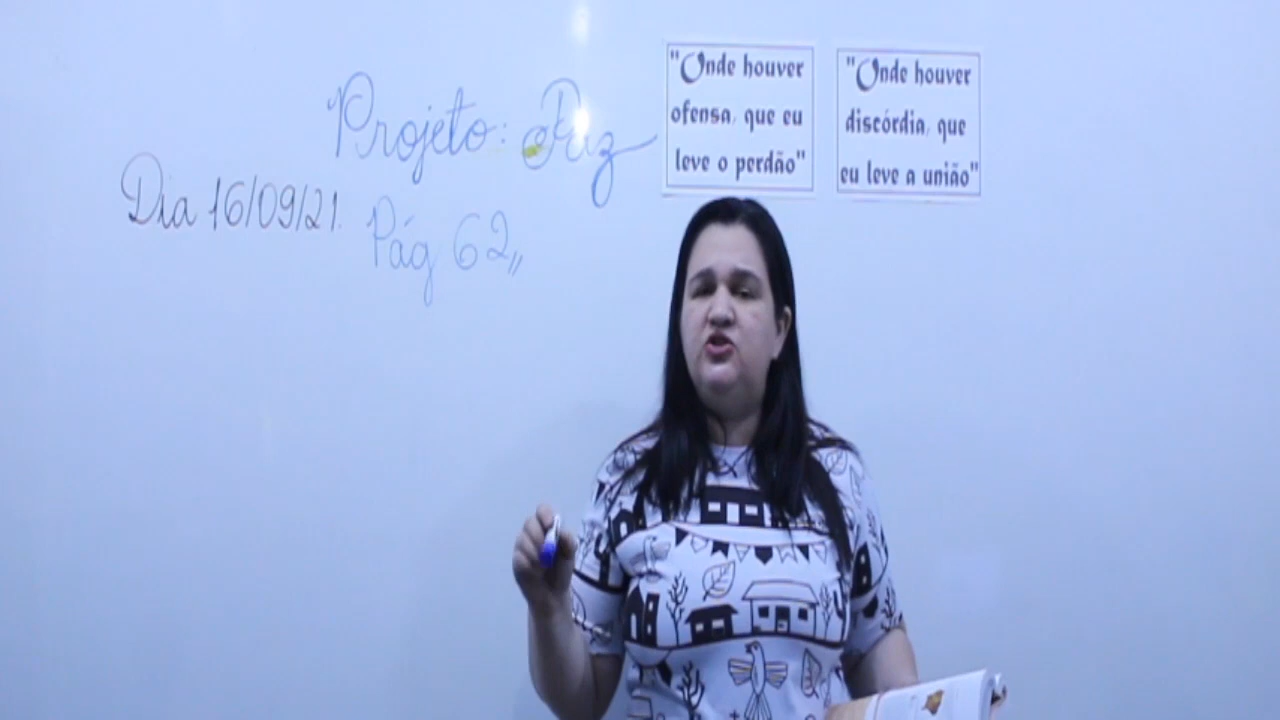 Projeto: Paz
Dia 16/09/21.
Pág 62,,
"Onde houver
ofensa, que eu
leve o perdão"
"Onde houver
discórdia, que
eu leve a união"